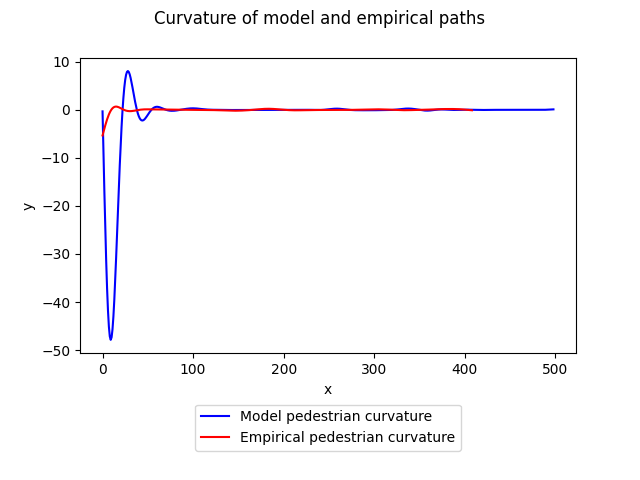 Curvature of model and empirical paths
10
0
−10
−20
−30
−40
−50
y
0 100 200 300 400 500
x
Model pedestrian curvature
Empirical pedestrian curvature